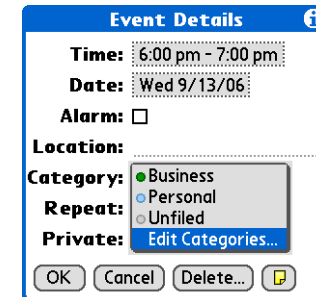 Event Details
Time: 6:00 pm - 7:00 pm
Date: Wed 9/13/06
Alarm:
Location:
Category: Business
Personal
Repeat:
Unfiled
Private: Edit Categories...
OK Cancel Delete...